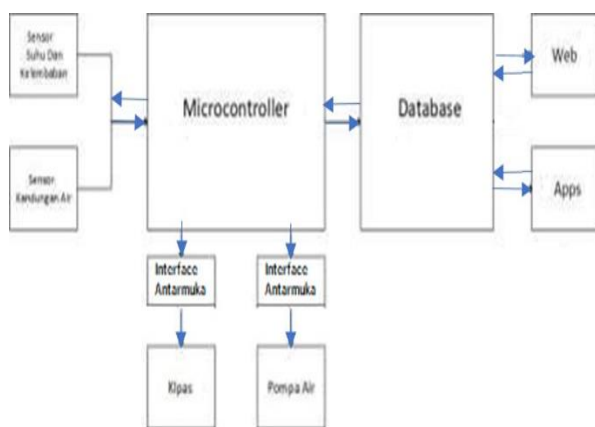 Sensor
Suhu Dan
Kelembaban
Microcontroller
Database
Web
Sensor
Kandungan Air
Apps
Interface
Antarmuka
Interface
Antarmuka
Kipas
Pompa Air